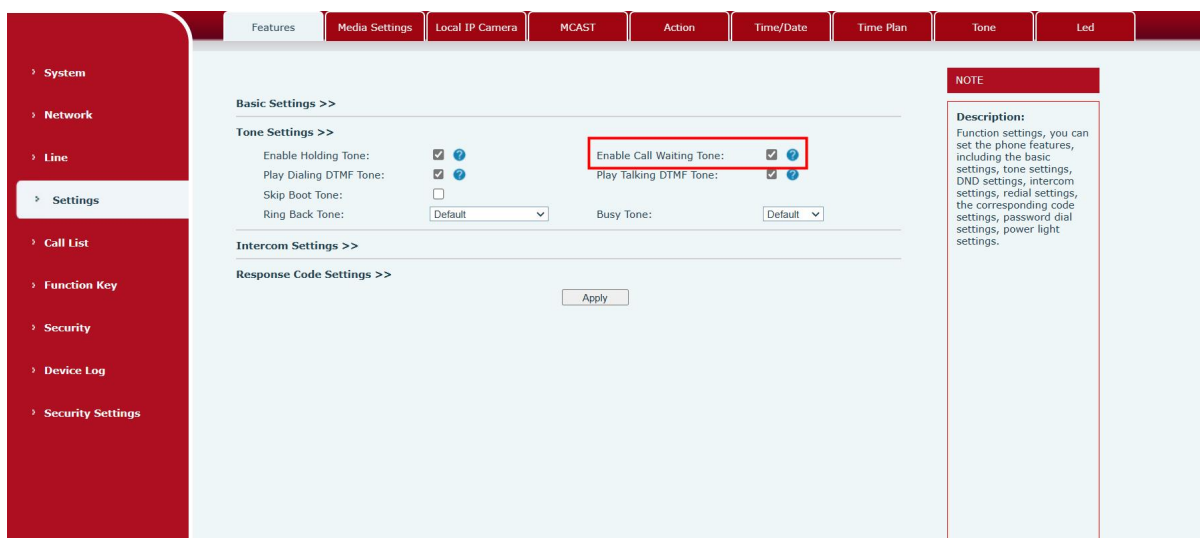 Features Media Settings Local IP Camera MCAST Action Time/Date Time Plan Tone Led
System
Network
Line
Settings
Call List
Function Key
Security
Device Log
Security Settings
Basic Settings >>
Tone Settings >>
Enable Holding Tone: Enable Call Waiting Tone:
Play Dialing DTMF Tone: Play Talking DTMF Tone:
Skip Boot Tone:
Ring Back Tone: Default Busy Tone: Default
Intercom Settings >>
Response Code Settings >>
Apply
NOTE
Description:
Function settings, you can
set the phone features,
including the basic
settings, tone settings,
DND settings, intercom
settings, redial settings,
the corresponding code
settings, password dial
settings, power light
settings.